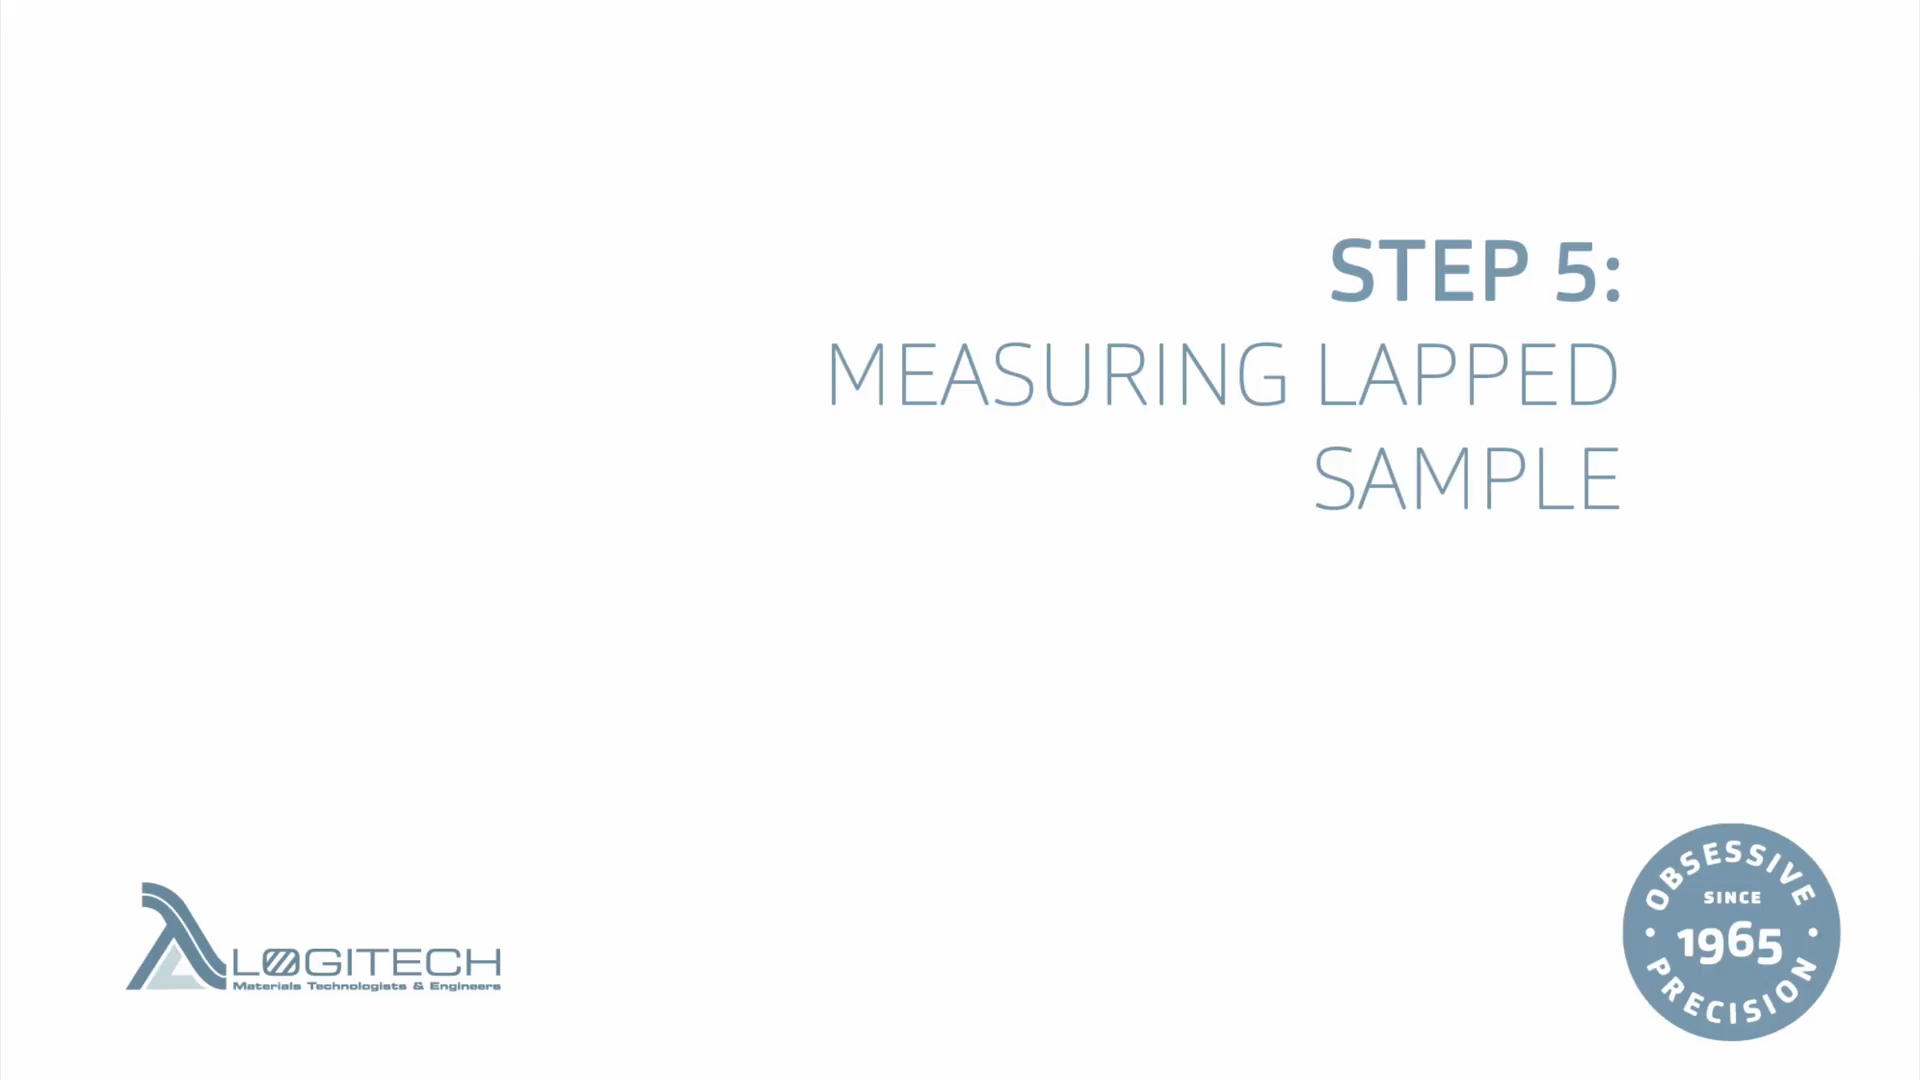 STEP 5:
MEASURING LAPPED
SAMPLE
LOGITECH
Materials Technologists & Engineers
OBSESSIVE
SINCE
1965
PRECISION